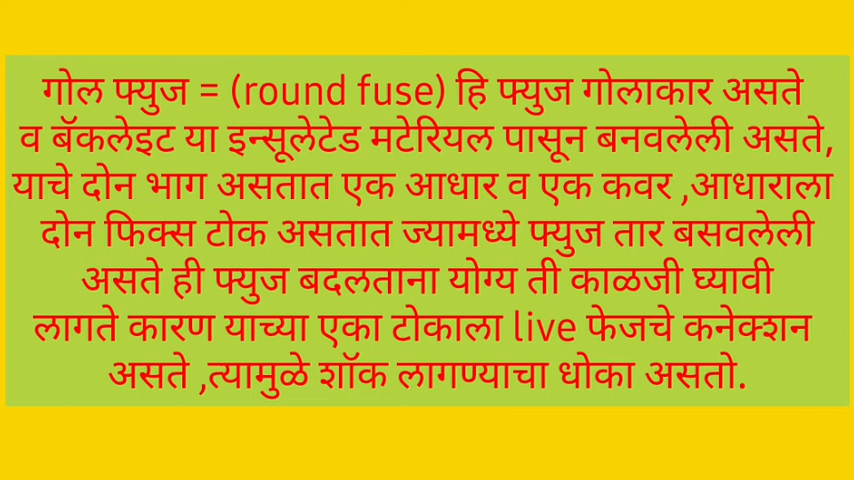 गोल फ्युज = (round fuse) हि फ्युज गोलाकार असते
व बॅकलेइट या इन्सूलेटेड मटेरियल पासून बनवलेली असते,
याचे दोन भाग असतात एक आधार व एक कवर ,आधाराला
दोन फिक्स टोक असतात ज्यामध्ये फ्युज तार बसवलेली
असते ही फ्युज बदलताना योग्य ती काळजी घ्यावी
लागते कारण याच्या एका टोकाला live फेजचे कनेक्शन
असते ,त्यामुळे शॉक लागण्याचा धोका असतो.